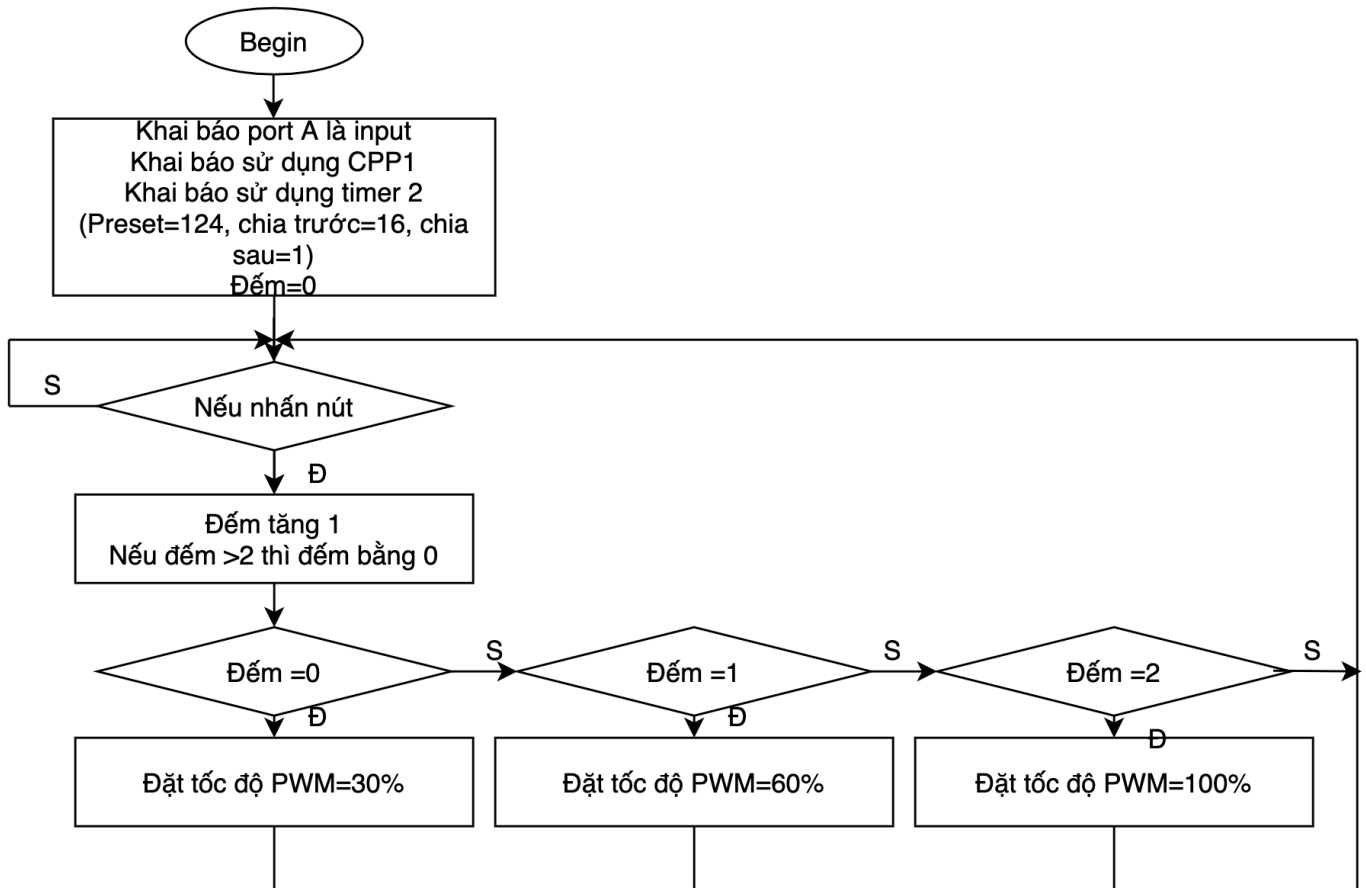 Begin
Khai báo port A là input
Khai báo sử dụng CPP1
Khai báo sử dụng timer 2
(Preset=124, chia trước=16, chia
sau=1)
Đếm=0
S
Nếu nhấn nút
Đ
Đếm tăng 1
Nếu đếm >2 thì đếm bằng 0
Đếm =0
S
Đếm =1
S
Đếm =2
S
Đ
Đ
Đ
Đặt tốc độ PWM=30%
Đặt tốc độ PWM=60%
Đặt tốc độ PWM=100%